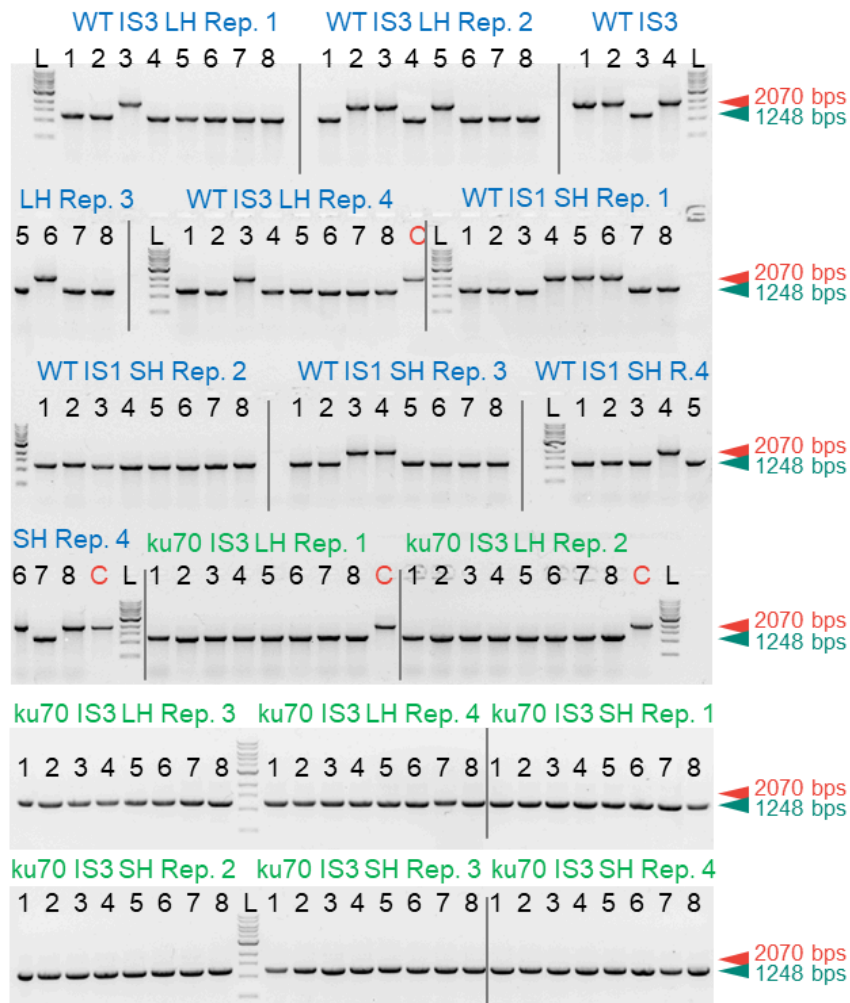 WT IS3 LH Rep. 1 WT IS3 LH Rep. 2 WT IS3
L 1 2 3 4 5 6 7 8 1 2 3 4 5 6 7 8 1 2 3 4 L
2070 bps
1248 bps
LH Rep. 3 WT IS3 LH Rep. 4 WT IS1 SH Rep. 1
5 6 7 8 L 1 2 3 4 5 6 7 8 C L 1 2 3 4 5 6 7 8
2070 bps
1248 bps
WT IS1 SH Rep. 2 WT IS1 SH Rep. 3 WT IS1 SH R.4
1 2 3 4 5 6 7 8 1 2 3 4 5 6 7 8 L 1 2 3 4 5
2070 bps
1248 bps
SH Rep. 4 ku70 IS3 LH Rep. 1 ku70 IS3 LH Rep. 2
6 7 8 C L 1 2 3 4 5 6 7 8 C 1 2 3 4 5 6 7 8 C L
2070 bps
1248 bps
ku70 IS3 LH Rep. 3 ku70 IS3 LH Rep. 4 ku70 IS3 SH Rep. 1
1 2 3 4 5 6 7 8 L 1 2 3 4 5 6 7 8 1 2 3 4 5 6 7 8
2070 bps
1248 bps
ku70 IS3 SH Rep. 2 ku70 IS3 SH Rep. 3 ku70 IS3 SH Rep. 4
1 2 3 4 5 6 7 8 L 1 2 3 4 5 6 7 8 1 2 3 4 5 6 7 8
2070 bps
1248 bps